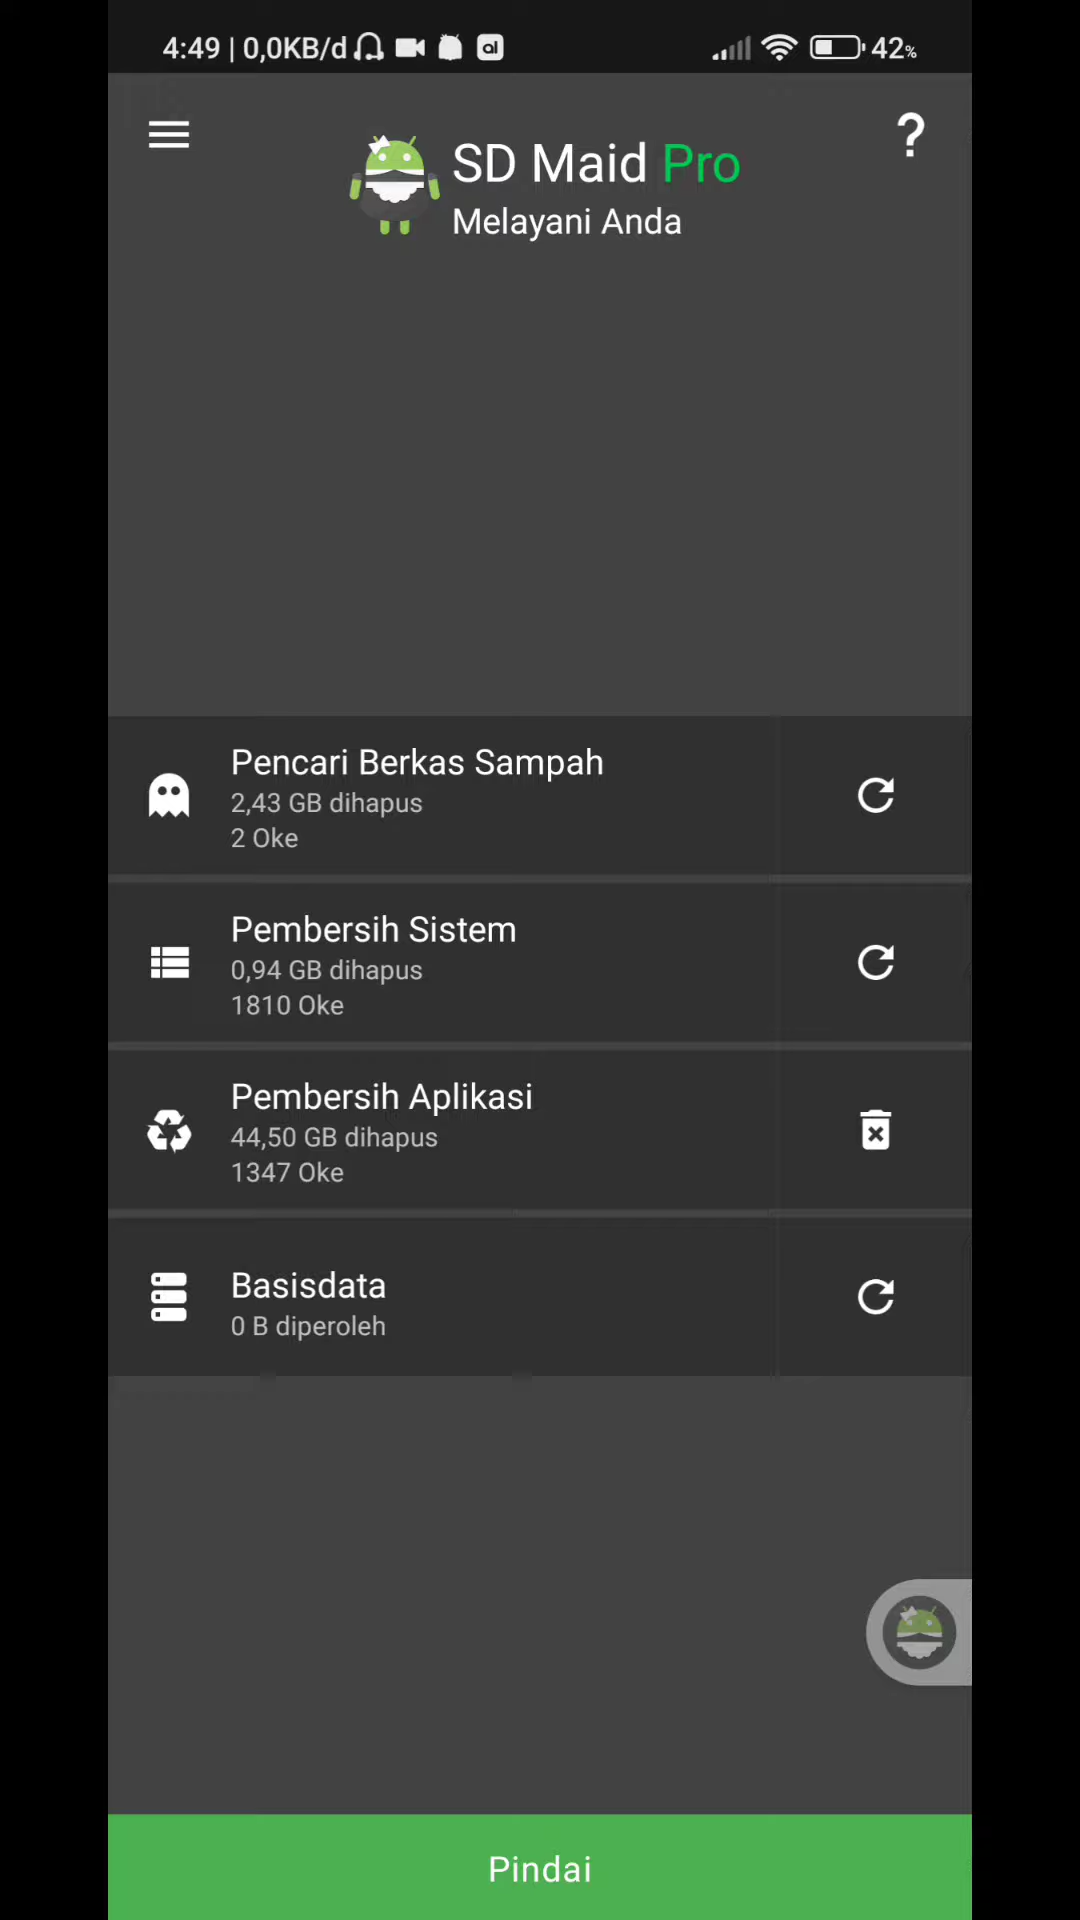 4:49 | 0,0KB/d
42%
?
SD Maid Pro
Melayani Anda
Pencari Berkas Sampah
2,43 GB dihapus
2 Oke
Pembersih Sistem
0,94 GB dihapus
1810 Oke
Pembersih Aplikasi
44,50 GB dihapus
1347 Oke
Basisdata
0 B diperoleh
Pindai